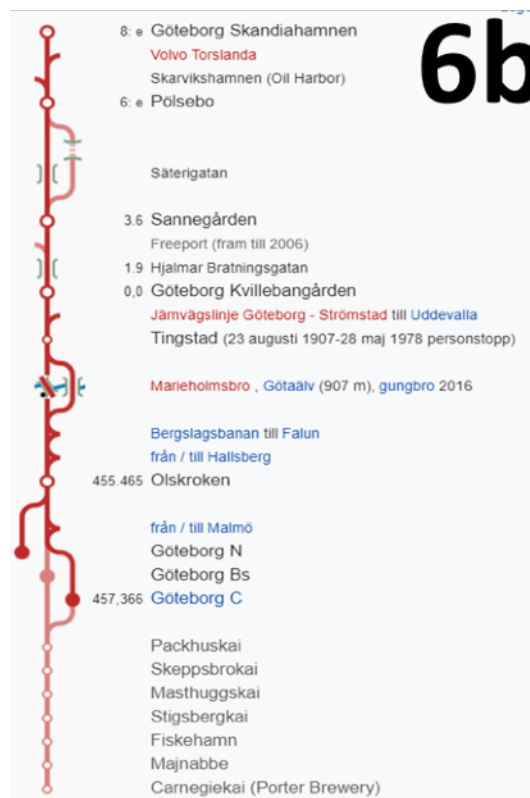 8: e Göteborg Skandiahamnen
6b
Volvo Torslanda
Skarvikshamnen (Oil Harbor)
6: e Pölsebo
Säterigatan
3.6 Sannegården
Freeport (fram till 2006)
1.9 Hjalmar Bratningsgatan
0,0 Göteborg Kvillebangården
Järnvägslinje Göteborg - Strömstad till Uddevalla
Tingstad (23 augusti 1907-28 maj 1978 personstopp)
Marieholmsbro , Götaälv (907 m), gungbro 2016
Bergslagsbanan till Falun
från / till Hallsberg
455.465 Olskroken
från / till Malmö
Göteborg N
Göteborg Bs
457,366 Göteborg C
Packhuskai
Skeppsbrokai
Masthuggskai
Stigsbergkai
Fiskehamn
Majnabbe
Carnegiekai (Porter Brewery)